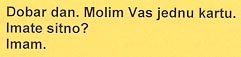 Dobar dan. Molim Vas jednu kartu.
Imate sitno?
Imam.